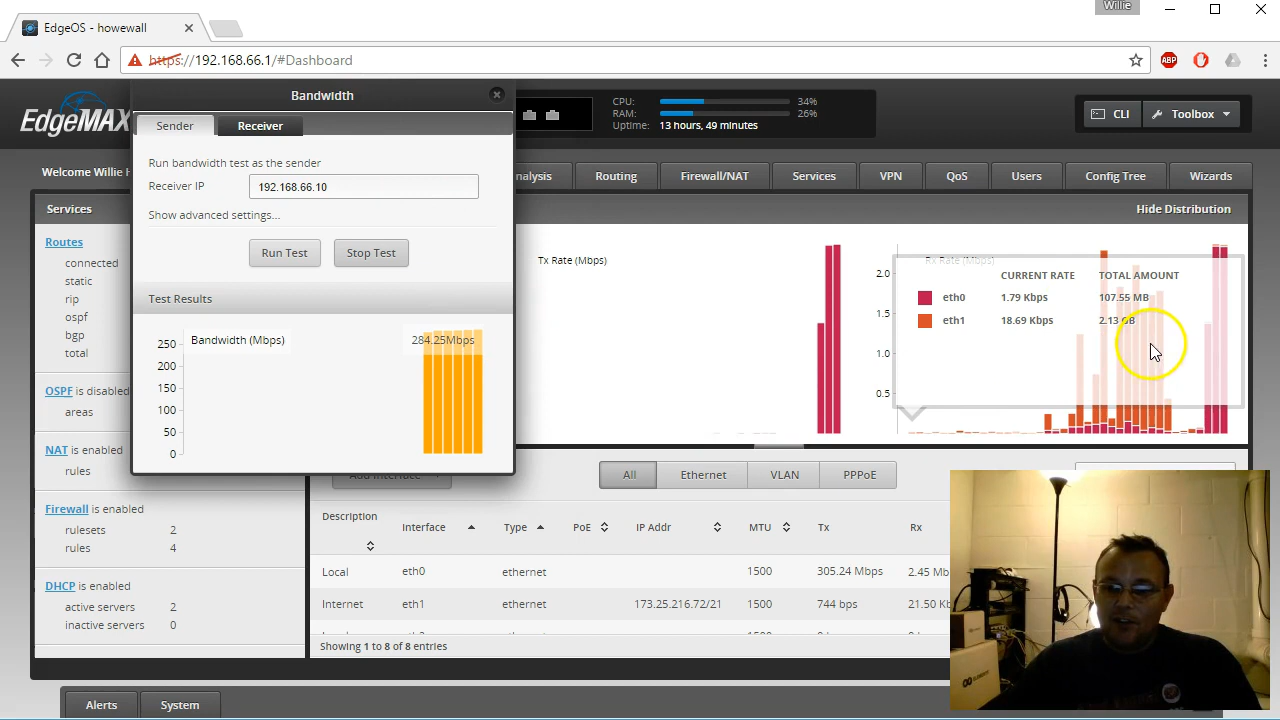 Willie
EdgeOS - howewall
https://192.168.66.1/#Dashboard
ABP
EdgeMAX
CPU: 34%
RAM: 26%
Uptime: 13 hours, 49 minutes
CLI
Toolbox
Welcome Willie H
Routing
Firewall/NAT
Services
VPN
QoS
Users
Config Tree
Wizards
Bandwidth
Sender
Receiver
Run bandwidth test as the sender
Receiver IP 192.168.66.10
Show advanced settings...
Run Test
Stop Test
Test Results
Bandwidth (Mbps)
284.25Mbps
250
200
150
100
50
0
Services
Routes
connected
static
rip
ospf
bgp
total
OSPF is disabled
areas
NAT is enabled
rules
Firewall is enabled
rulesets 2
rules 4
DHCP is enabled
active servers 2
inactive servers 0
Hide Distribution
Tx Rate (Mbps)
Rx Rate (Mbps)
2.0
1.5
1.0
0.5
CURRENT RATE TOTAL AMOUNT
eth0 1.79 Kbps 107.55 MB
eth1 18.69 Kbps 2.13 GB
Add Interface
All
Ethernet
VLAN
PPPoE
Description Interface Type PoE IP Addr MTU Tx Rx
Local eth0 ethernet 1500 305.24 Mbps 2.45 Mb
Internet eth1 ethernet 173.25.216.72/21 1500 744 bps 21.50 Kb
Showing 1 to 8 of 8 entries
Alerts
System